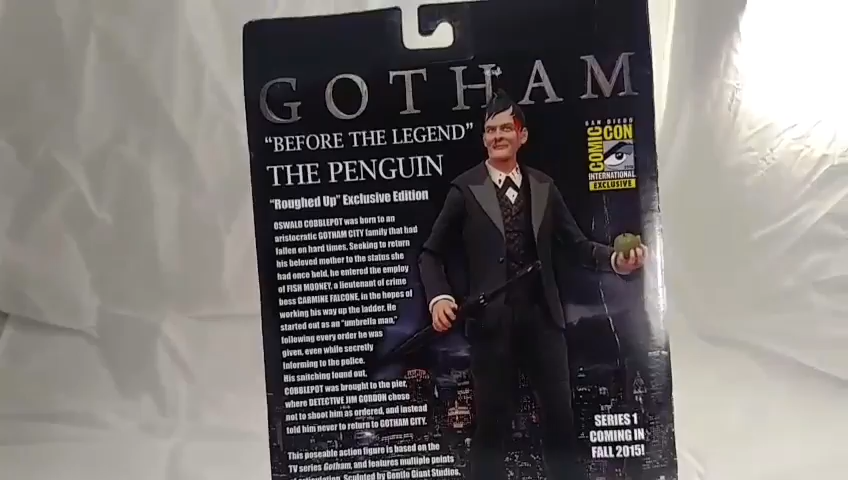 GOTHAM
"BEFORE THE LEGEND"
THE PENGUIN
"Roughed Up" Exclusive Edition
OSWALD COBBLEPOT was born to an
aristocratic GOTHAM CITY family that had
fallen on hard times. Seeking to return
his beloved mother to the status she
had once held, he entered the employ
of FISH MOONEY, a lieutenant of crime
boss CARMINE FALCONE, in the hopes of
working his way up the ladder. He
started out as an "umbrella man,"
following every order he was
given, even while secretly
informing to the police.
His snitching found out,
COBBLEPOT was brought to the pier,
where DETECTIVE JIM GORDON chose
not to shoot him as ordered, and instead
told him never to return to GOTHAM CITY.
This poseable action figure is based on the
TV series Gotham, and features multiple points
articulation. Sculpted by Gentle Giant Studios.
SAN DIEGO
COMIC CON
INTERNATIONAL
EXCLUSIVE
SERIES 1
COMING IN
FALL 2015!